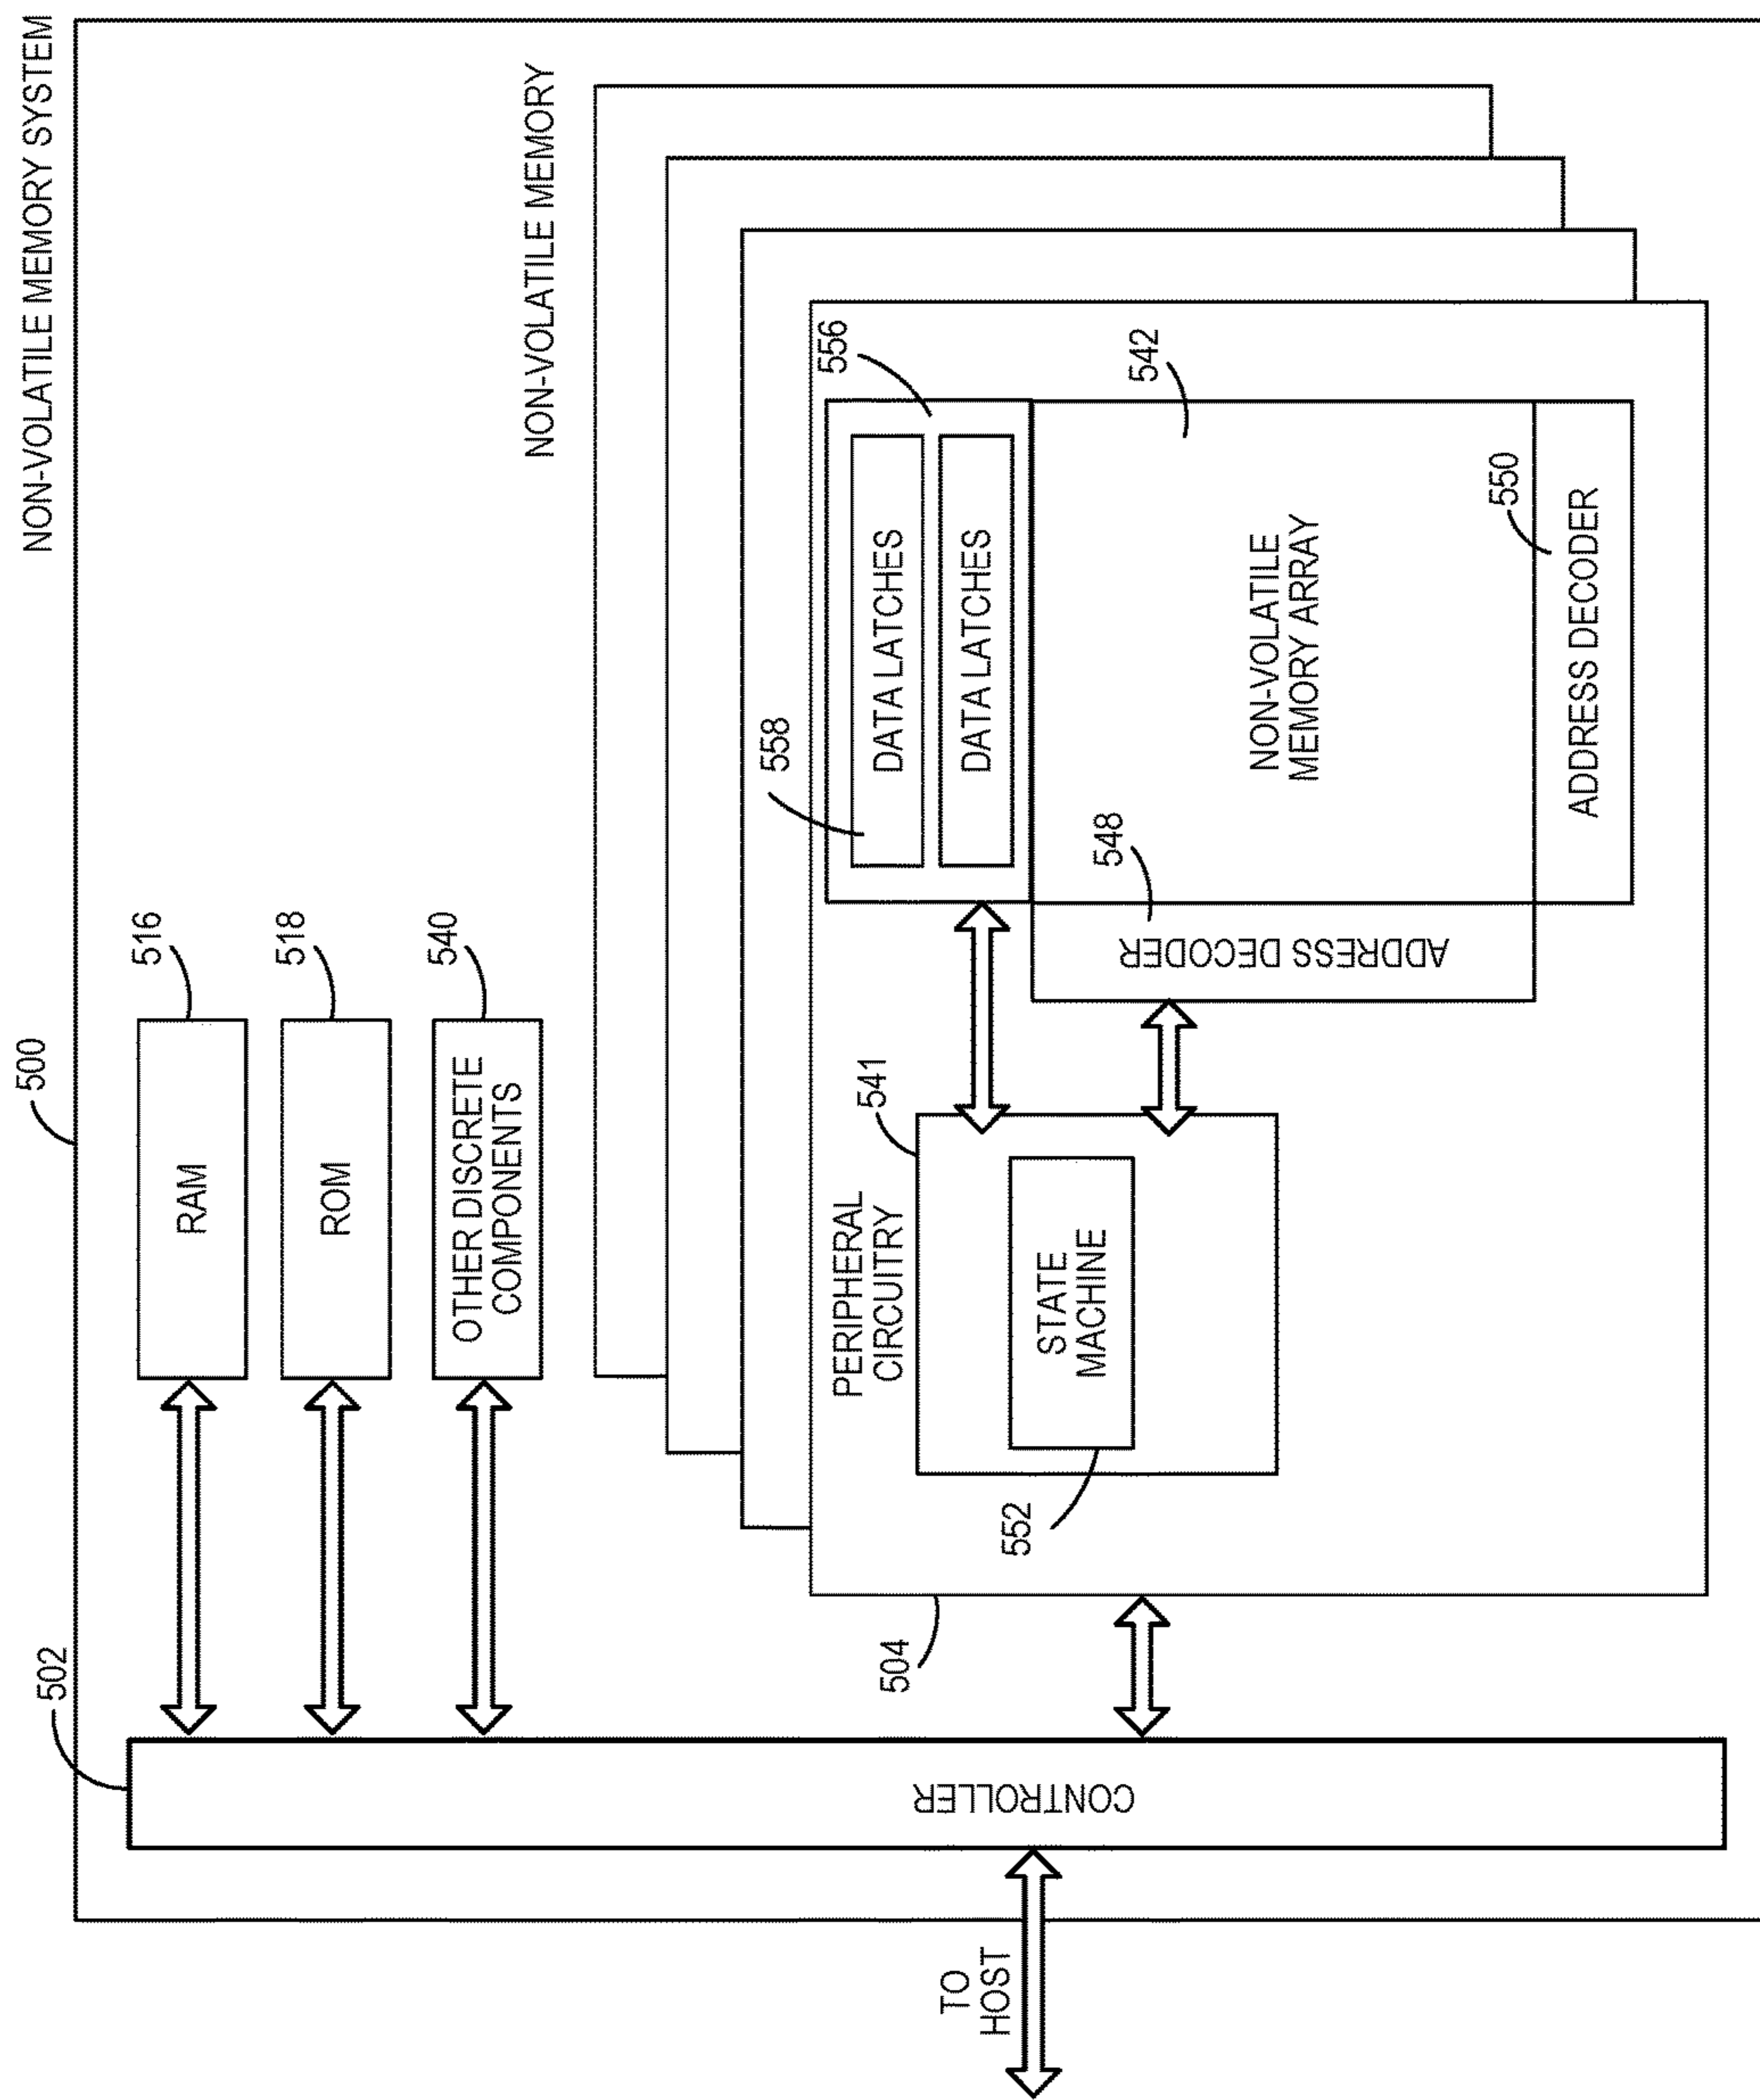 NON-VOLATILE MEMORY SYSTEM
500
502
RAM
516
ROM
518
OTHER DISCRETE
COMPONENTS
540
NON-VOLATILE MEMORY
CONTROLLER
TO
HOST
504
PERIPHERAL
CIRCUITRY
541
STATE
MACHINE
552
558
556
DATA LATCHES
DATA LATCHES
548
ADDRESS DECODER
542
NON-VOLATILE
MEMORY ARRAY
550
ADDRESS DECODER